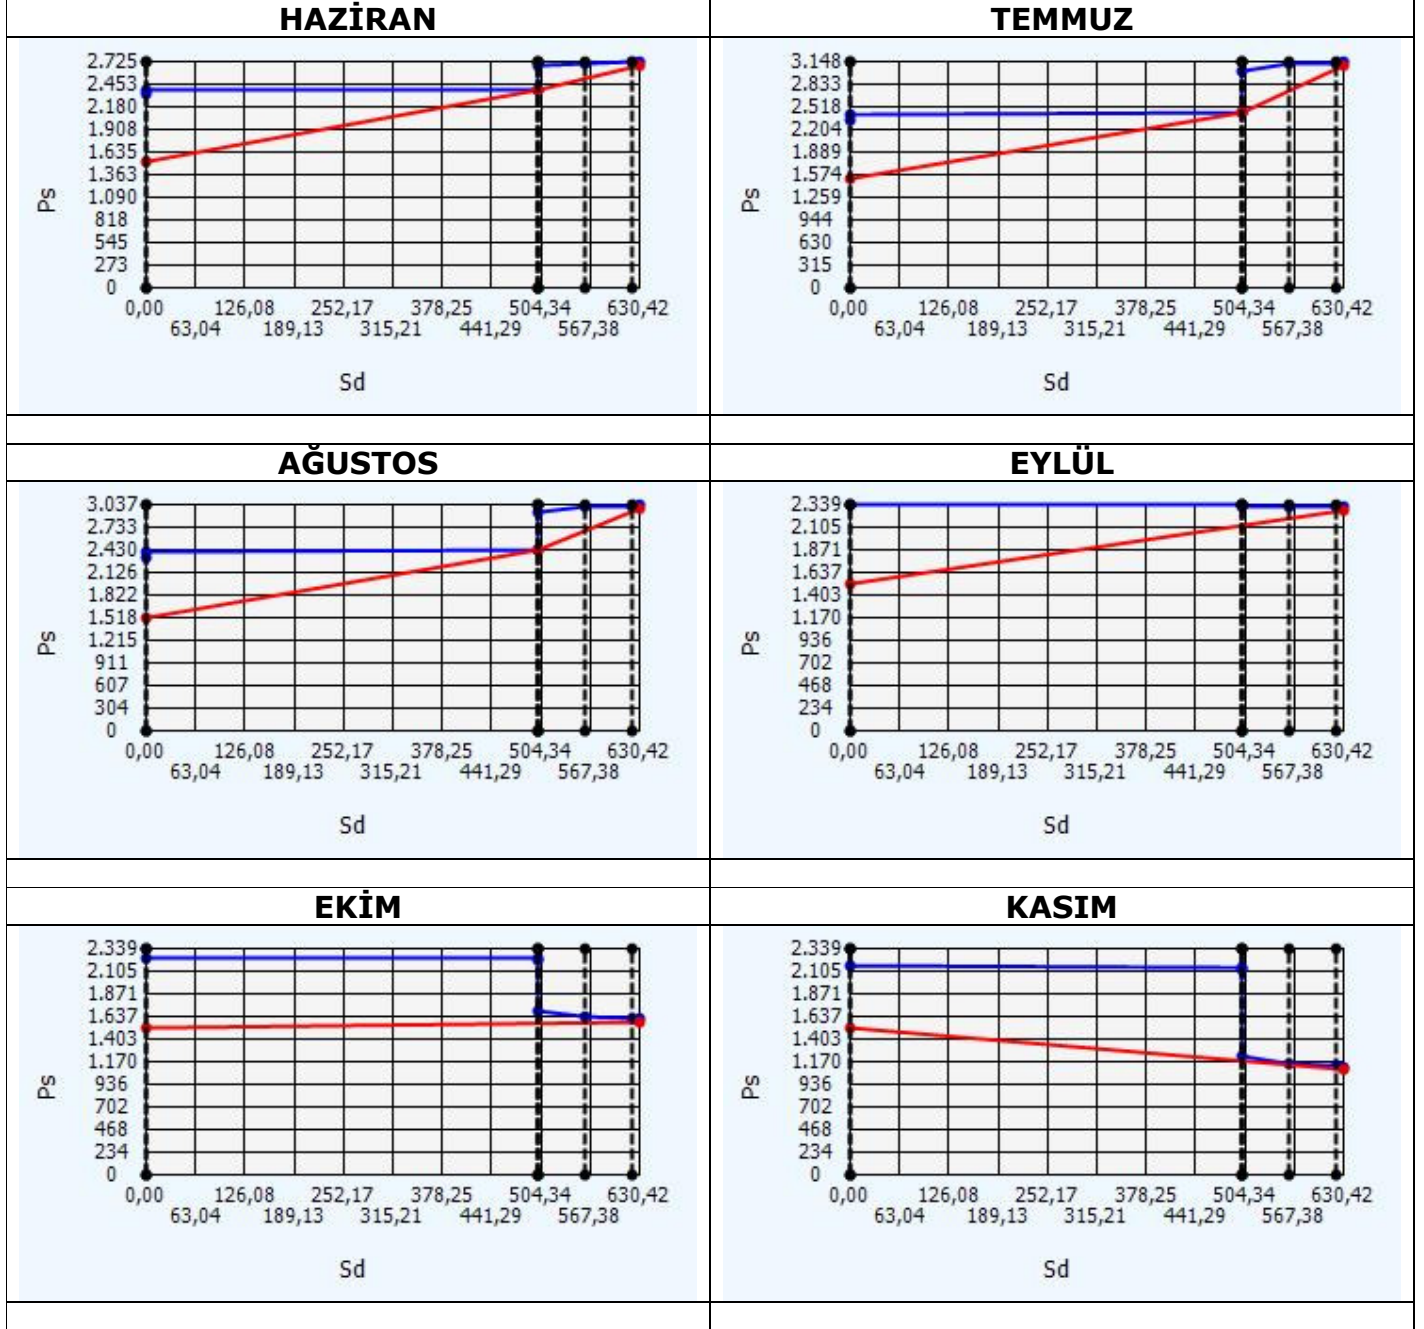 HAZİRAN
2.725
2.453
2.180
1.908
1.635
1.363
1.090
818
545
273
0
Ps
0,00 126,08 252,17 378,25 504,34 630,42
63,04 189,13 315,21 441,29 567,38
Sd
TEMMUZ
3.148
2.833
2.518
2.204
1.889
1.574
1.259
944
630
315
0
Ps
0,00 126,08 252,17 378,25 504,34 630,42
63,04 189,13 315,21 441,29 567,38
Sd
AĞUSTOS
3.037
2.733
2.430
2.126
1.822
1.518
1.215
911
607
304
0
Ps
0,00 126,08 252,17 378,25 504,34 630,42
63,04 189,13 315,21 441,29 567,38
Sd
EYLÜL
2.339
2.105
1.871
1.637
1.403
1.170
936
702
468
234
0
Ps
0,00 126,08 252,17 378,25 504,34 630,42
63,04 189,13 315,21 441,29 567,38
Sd
EKİM
2.339
2.105
1.871
1.637
1.403
1.170
936
702
468
234
0
Ps
0,00 126,08 252,17 378,25 504,34 630,42
63,04 189,13 315,21 441,29 567,38
Sd
KASIM
2.339
2.105
1.871
1.637
1.403
1.170
936
702
468
234
0
Ps
0,00 126,08 252,17 378,25 504,34 630,42
63,04 189,13 315,21 441,29 567,38
Sd